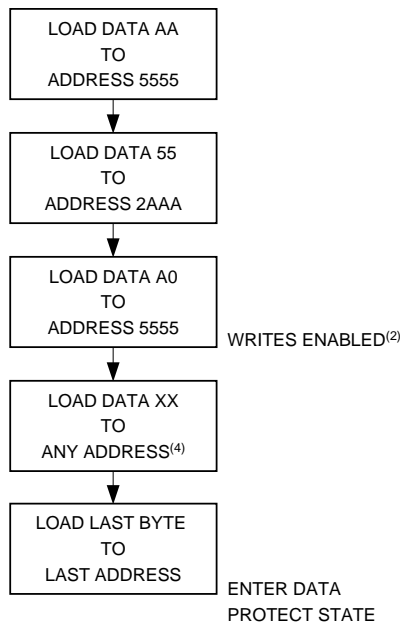 LOAD DATA AA
TO
ADDRESS 5555
LOAD DATA 55
TO
ADDRESS 2AAA
LOAD DATA A0
TO
ADDRESS 5555
WRITES ENABLED(2)
LOAD DATA XX
TO
ANY ADDRESS(4)
LOAD LAST BYTE
TO
LAST ADDRESS
ENTER DATA
PROTECT STATE